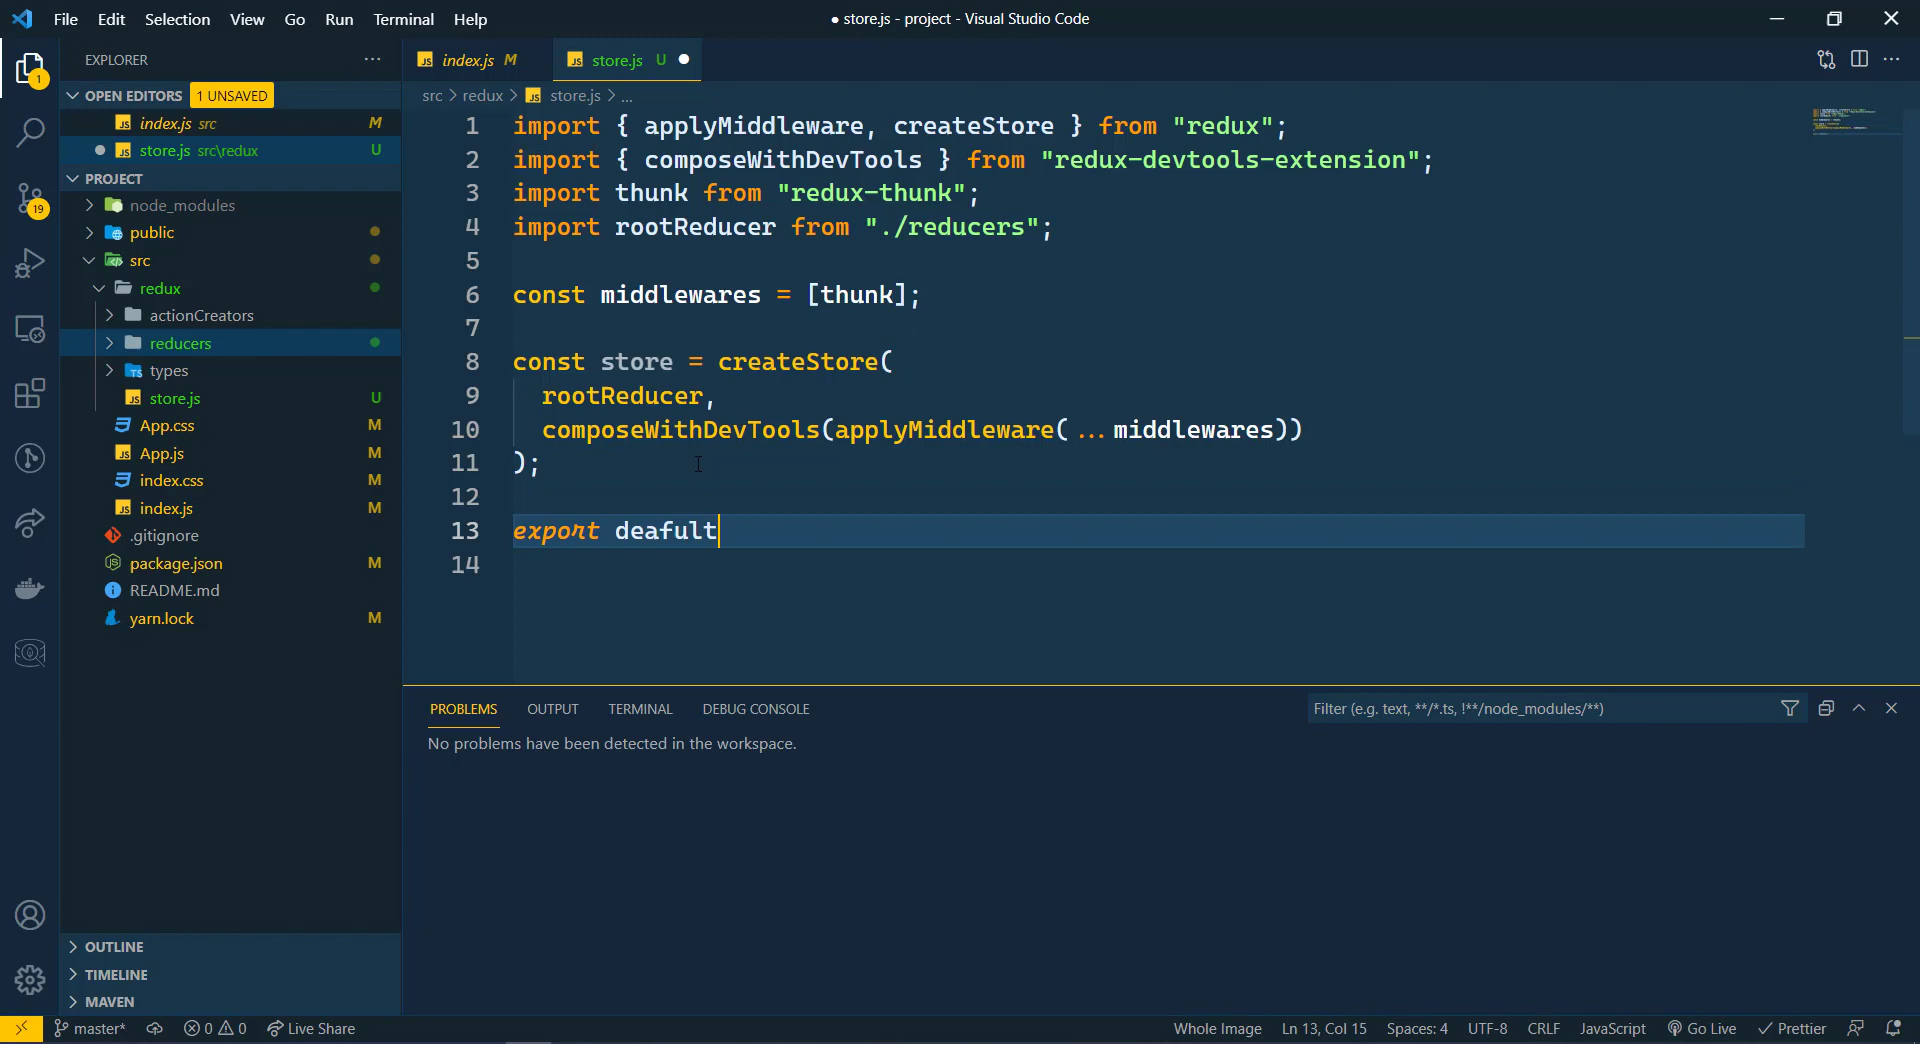 File Edit Selection View Go Run Terminal Help
● store.js - project - Visual Studio Code
EXPLORER
OPEN EDITORS 1 UNSAVED
index.js src M
store.js src\redux U
PROJECT
node_modules
public
src
redux
actionCreators
reducers
types
store.js U
App.css M
App.js M
index.css M
index.js M
.gitignore
package.json M
README.md
yarn.lock M
OUTLINE
TIMELINE
MAVEN
1
19
index.js M
store.js U
src > redux > store.js > ...
1 import { applyMiddleware, createStore } from "redux";
2 import { composeWithDevTools } from "redux-devtools-extension";
3 import thunk from "redux-thunk";
4 import rootReducer from "./reducers";
5
6 const middlewares = [thunk];
7
8 const store = createStore(
9 rootReducer,
10 composeWithDevTools(applyMiddleware(...middlewares))
11 );
12
13 export deafult
14
PROBLEMS OUTPUT TERMINAL DEBUG CONSOLE
Filter (e.g. text, **/*.ts, !**/node_modules/**)
No problems have been detected in the workspace.
master* 0 0 Live Share
Whole Image Ln 13, Col 15 Spaces: 4 UTF-8 CRLF JavaScript Go Live Prettier